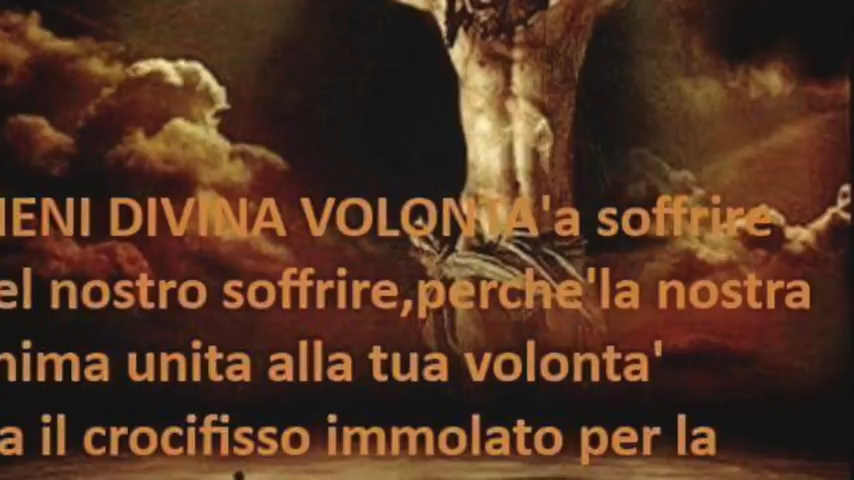 IENI DIVINA VOLONTA'a soffrire
el nostro soffrire,perche'la nostra
nima unita alla tua volonta'
a il crocifisso immolato per la